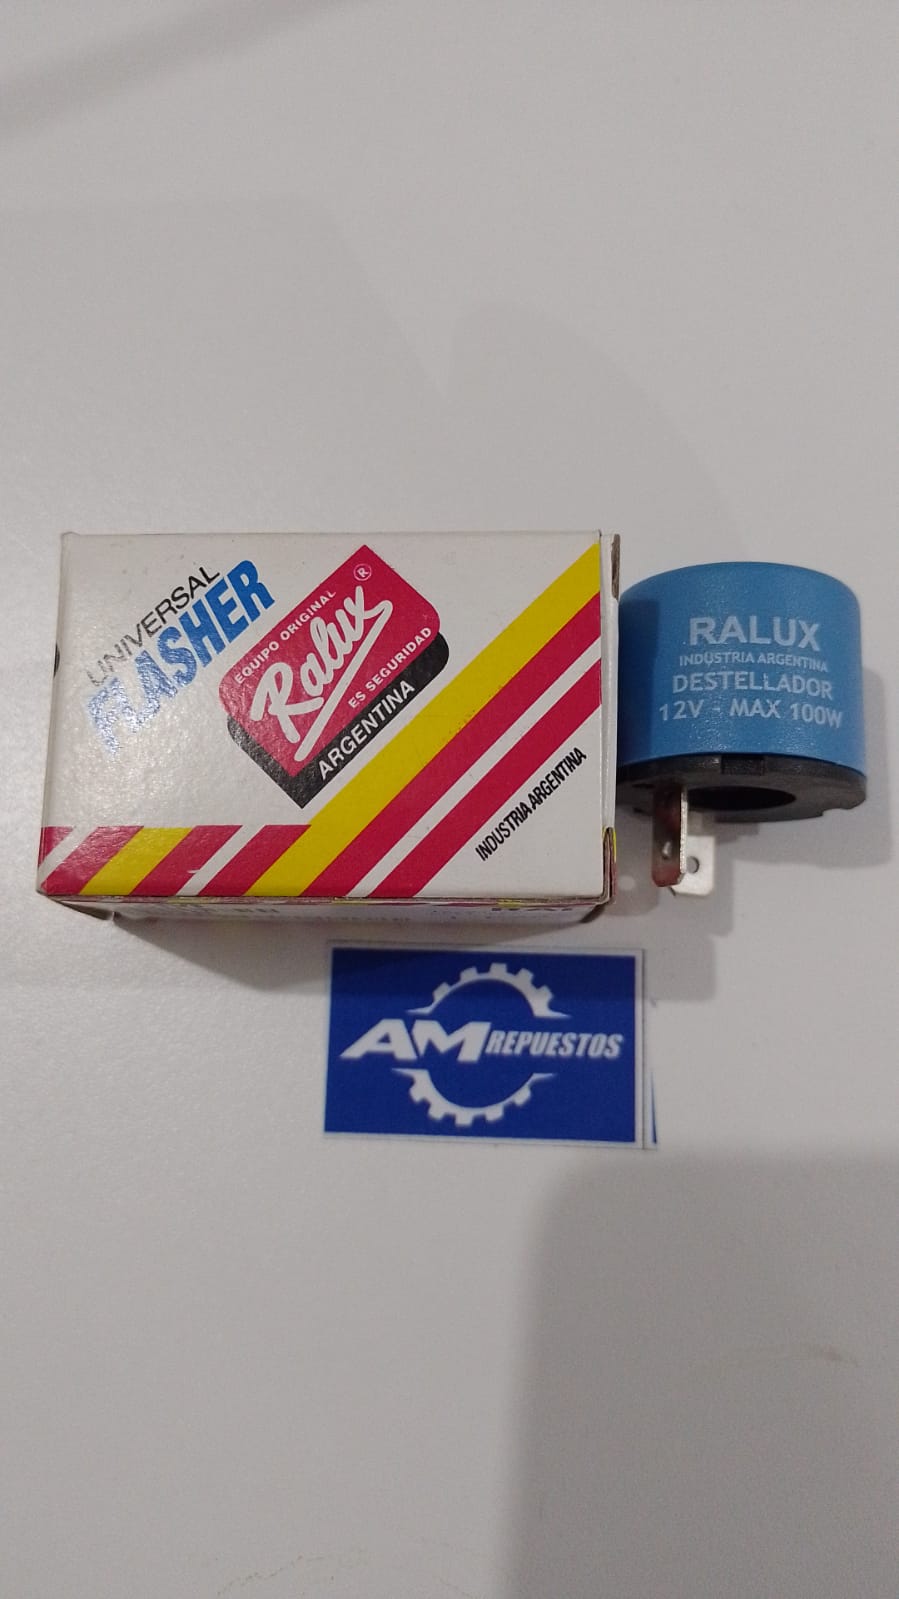 UNIVERSAL
FLASHER
EQUIPO ORIGINAL
Ralux ®
ES SEGURIDAD
ARGENTINA
INDUSTRIA ARGENTINA
RALUX
INDUSTRIA ARGENTINA
DESTELLADOR
12V - MAX 100W
AM REPUESTOS